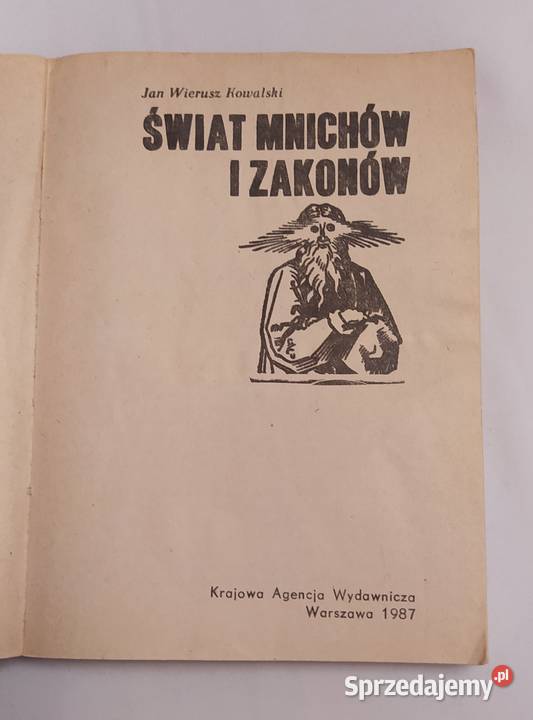 Jan Wierusz Kowalski
ŚWIAT MNICHÓW
I ZAKONÓW
Krajowa Agencja Wydawnicza
Warszawa 1987
Sprzedajemy.pl